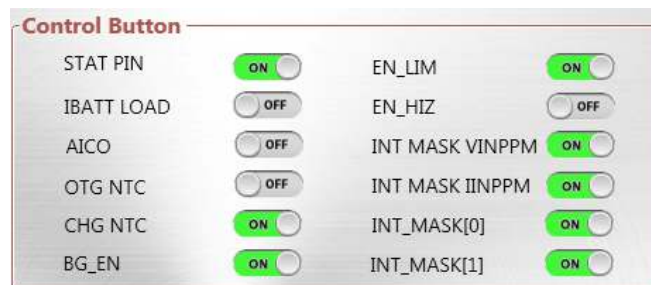 Control Button
STAT PIN ON EN_LIM ON
IBATT LOAD OFF EN_HIZ OFF
AICO OFF INT MASK VINPPM ON
OTG NTC OFF INT MASK IINPPM ON
CHG NTC ON INT_MASK[0] ON
BG_EN ON INT_MASK[1] ON